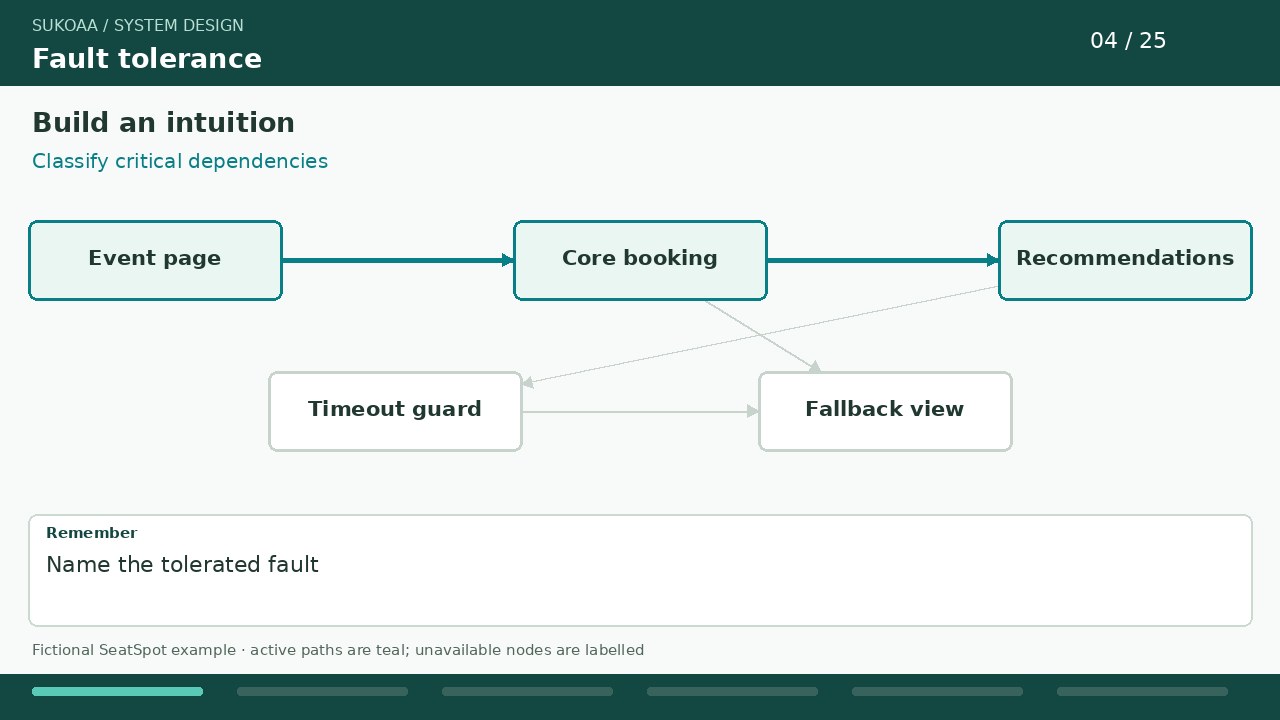 SUKOAA / SYSTEM DESIGN
Fault tolerance
04 / 25
Build an intuition
Classify critical dependencies
Event page
Core booking
Recommendations
Timeout guard
Fallback view
Remember
Name the tolerated fault
Fictional SeatSpot example · active paths are teal; unavailable nodes are labelled